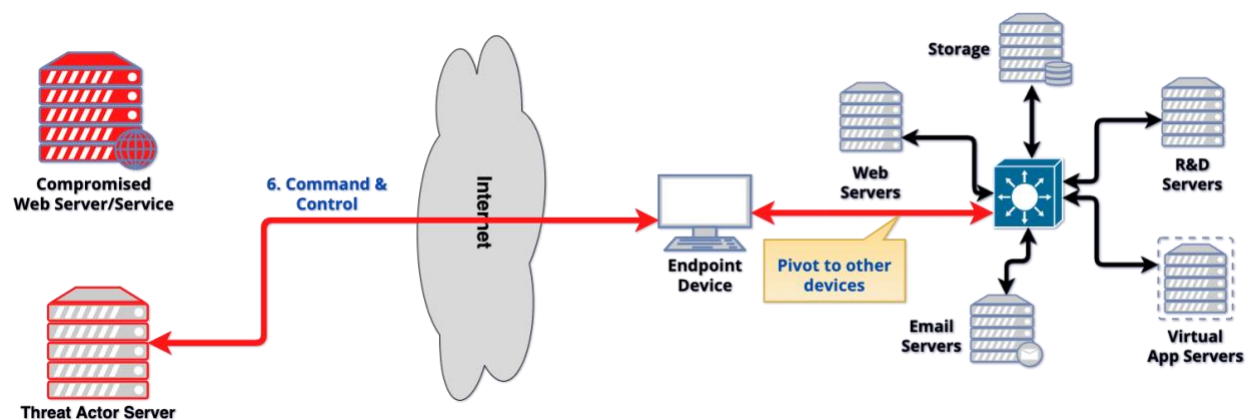 Compromised
Web Server/Service
Threat Actor Server
6. Command &
Control
Internet
Endpoint
Device
Pivot to other
devices
Storage
Web
Servers
R&D
Servers
Email
Servers
Virtual
App Servers